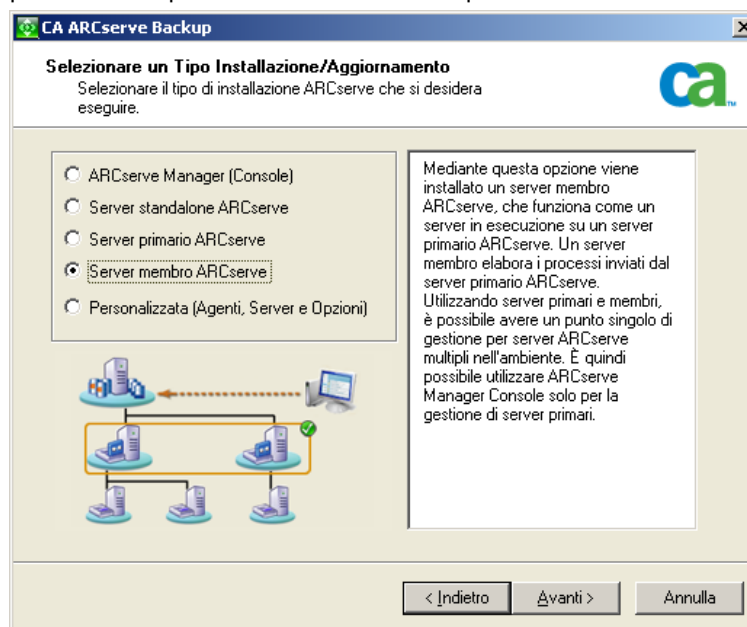 CA ARCserve Backup
Selezionare un Tipo Installazione/Aggiornamento
Selezionare il tipo di installazione ARCserve che si desidera
eseguire.
ca
ARCserve Manager (Console)
Server standalone ARCserve
Server primario ARCserve
Server membro ARCserve
Personalizzata (Agenti, Server e Opzioni)
Mediante questa opzione viene
installato un server membro
ARCserve, che funziona come un
server in esecuzione su un server
primario ARCserve. Un server
membro elabora i processi inviati dal
server primario ARCserve.
Utilizzando server primari e membri,
è possibile avere un punto singolo di
gestione per server ARCserve
multipli nell'ambiente. È quindi
possibile utilizzare ARCserve
Manager Console solo per la
gestione di server primari.
< Indietro
Avanti >
Annulla